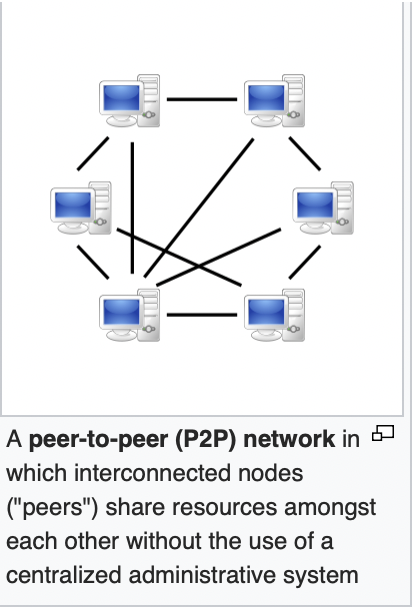 A peer-to-peer (P2P) network in
which interconnected nodes
("peers") share resources amongst
each other without the use of a
centralized administrative system